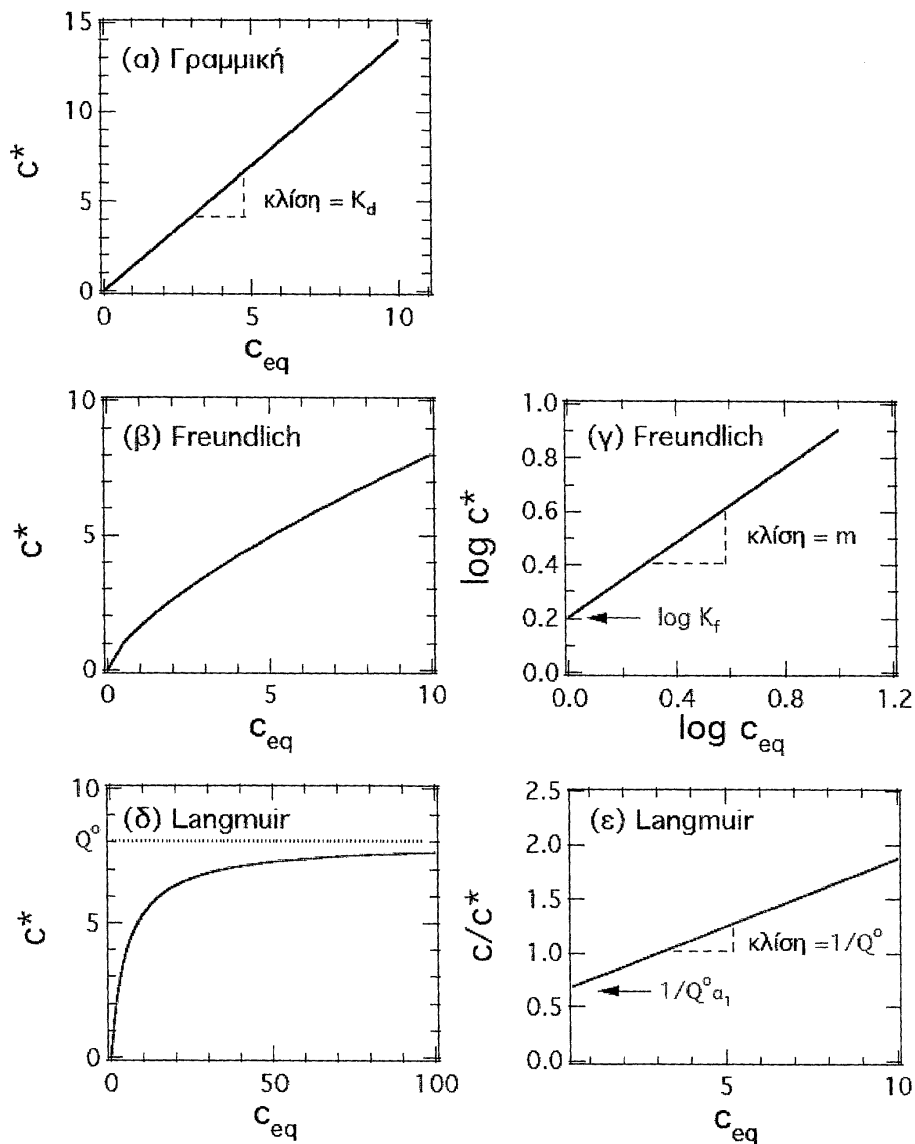 15
(α) Γραμμική
10
c*
5
κλίση = K_d
0
0 5 10
c_eq
10
(β) Freundlich
c*
5
0
0 5 10
c_eq
1.0
(γ) Freundlich
0.8
log c*
0.6
κλίση = m
0.4
0.2
log K_f
0.0
0.0 0.4 0.8 1.2
log c_eq
10
(δ) Langmuir
Q°
c*
5
0
0 50 100
c_eq
2.5
(ε) Langmuir
2.0
c/c*
1.5
κλίση =1/Q°
1.0
1/Q°α₁
0.5
0.0
5 10
c_eq